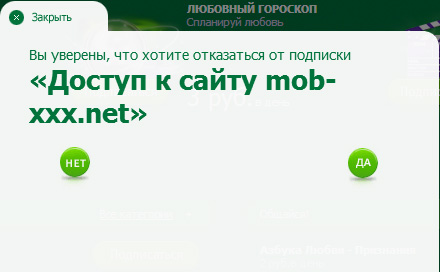 ЛЮБОВНЫЙ ГОРОСКОП
Спланируй любовь
Закрыть
Вы уверены, что хотите отказаться от подписки
«Доступ к сайту mob-
xxx.net»
НЕТ
ДА